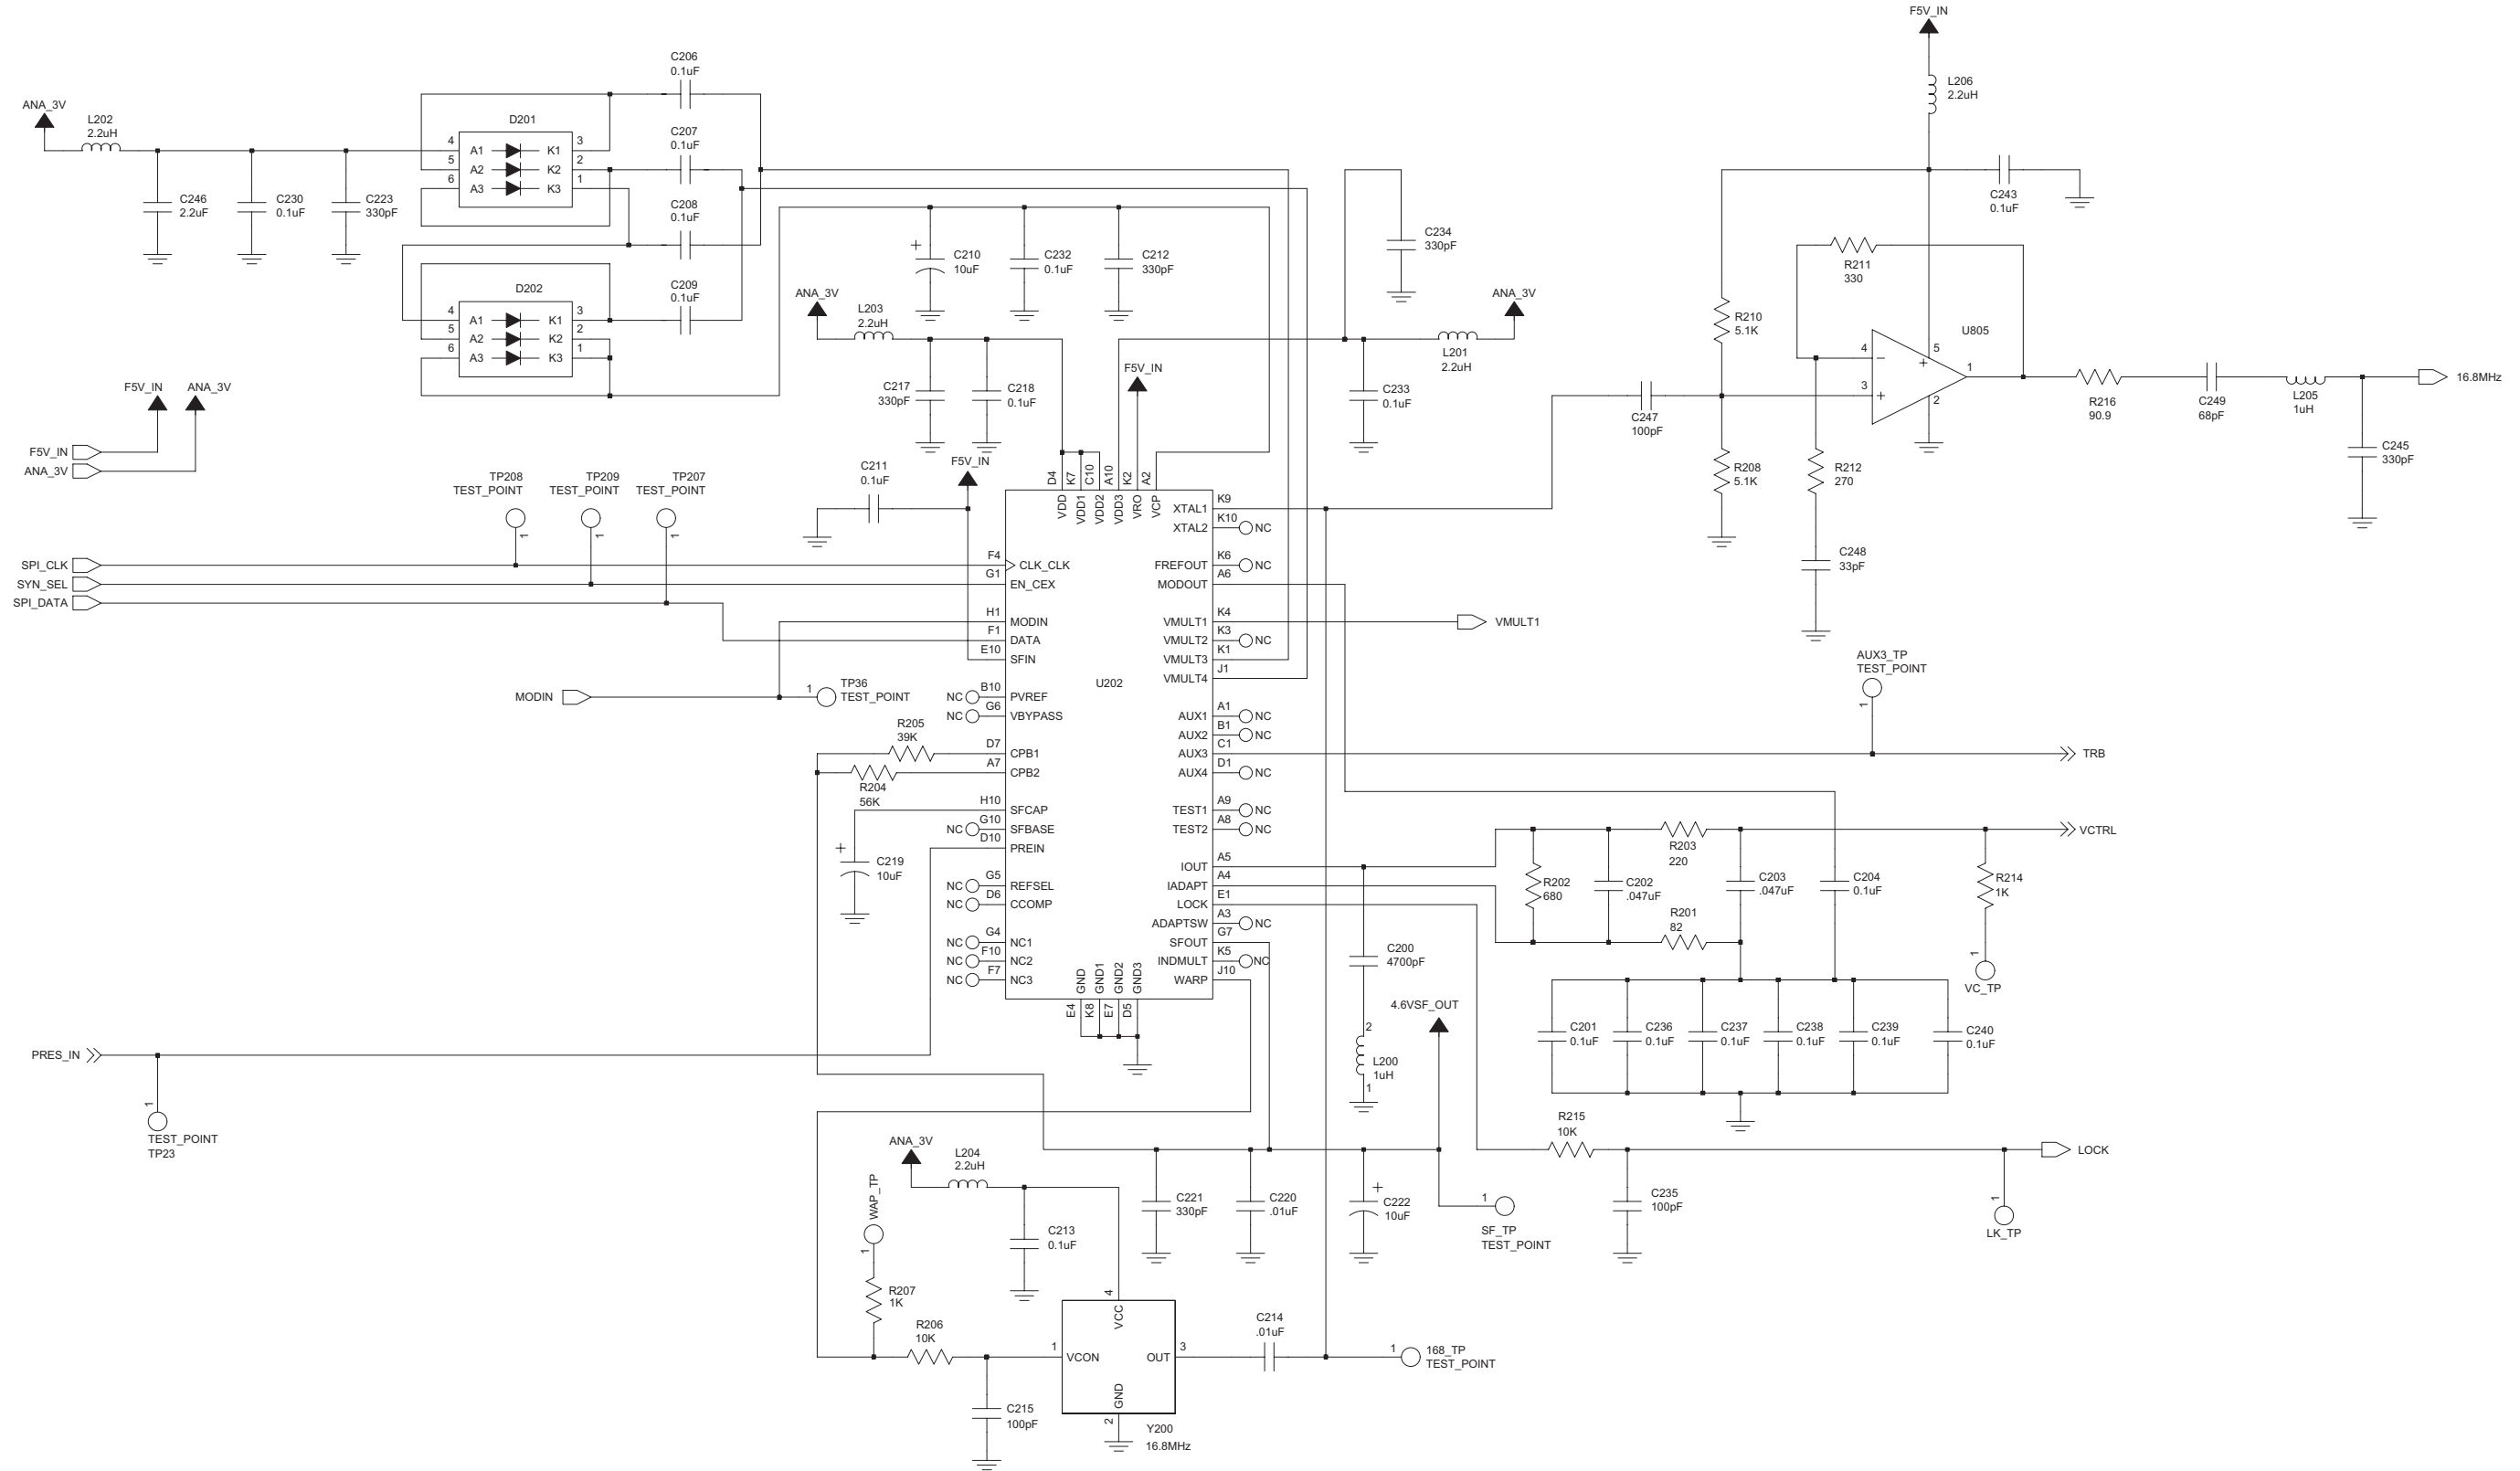 F5V_IN
L206
2.2uH
C243
0.1uF
C206
0.1uF
ANA_3V
L202
2.2uH
D201
C207
0.1uF
4
5
6
A1
A2
A3
K1
K2
K3
3
2
1
C246
2.2uF
C230
0.1uF
C223
330pF
C208
0.1uF
C210
10uF
+
C232
0.1uF
C212
330pF
C234
330pF
R211
330
D202
C209
0.1uF
4
5
6
A1
A2
A3
K1
K2
K3
3
2
1
ANA_3V
L203
2.2uH
ANA_3V
L201
2.2uH
R210
5.1K
U805
4
3
5
2
1
−
+
+
16.8MHz
F5V_IN
ANA_3V
C217
330pF
C218
0.1uF
F5V_IN
C233
0.1uF
C247
100pF
R216
90.9
C249
68pF
L205
1uH
F5V_IN
ANA_3V
C245
330pF
R208
5.1K
R212
270
C248
33pF
C211
0.1uF
F5V_IN
TP208
TEST_POINT
TP209
TEST_POINT
TP207
TEST_POINT
1
1
1
D4
K7
C10
A10
K2
A2
VDD
VDD1
VDD2
VDD3
VRO
VCP
SPI_CLK
SYN_SEL
SPI_DATA
F4
CLK_CLK
G1
EN_CEX
H1
MODIN
F1
DATA
E10
SFIN
B10
NC
PVREF
G6
NC
VBYPASS
D7
CPB1
A7
CPB2
H10
SFCAP
G10
NC
SFBASE
D10
PREIN
G5
NC
REFSEL
D6
NC
CCOMP
G4
NC
NC1
F10
NC
NC2
F7
NC
NC3
U202
XTAL1
K9
XTAL2
K10
NC
FREFOUT
K6
NC
MODOUT
A6
VMULT1
K4
VMULT1
VMULT2
K3
NC
VMULT3
K1
VMULT4
J1
AUX1
A1
NC
AUX2
B1
NC
AUX3
C1
AUX4
D1
NC
TEST1
A9
NC
TEST2
A8
NC
IOUT
A5
IADAPT
A4
LOCK
E1
ADAPTSW
A3
NC
SFOUT
G7
INDMULT
K5
NC
WARP
J10
GND
GND1
GND2
GND3
E4
K8
E7
D5
MODIN
1
TP36
TEST_POINT
R205
39K
R204
56K
+
C219
10uF
AUX3_TP
TEST_POINT
1
TRB
VCTRL
R203
220
R202
680
C202
.047uF
C203
.047uF
C204
0.1uF
R214
1K
R201
82
1
VC_TP
C200
4700pF
2
L200
1uH
1
4.6VSF_OUT
C201
0.1uF
C236
0.1uF
C237
0.1uF
C238
0.1uF
C239
0.1uF
C240
0.1uF
PRES_IN
1
TEST_POINT
TP23
R215
10K
LOCK
C235
100pF
1
LK_TP
ANA_3V
L204
2.2uH
WAP_TP
1
C213
0.1uF
C221
330pF
C220
.01uF
+
C222
10uF
1
SF_TP
TEST_POINT
R207
1K
R206
10K
C215
100pF
4
VCC
1
VCON
OUT
3
GND
2
Y200
16.8MHz
C214
.01uF
1
168_TP
TEST_POINT